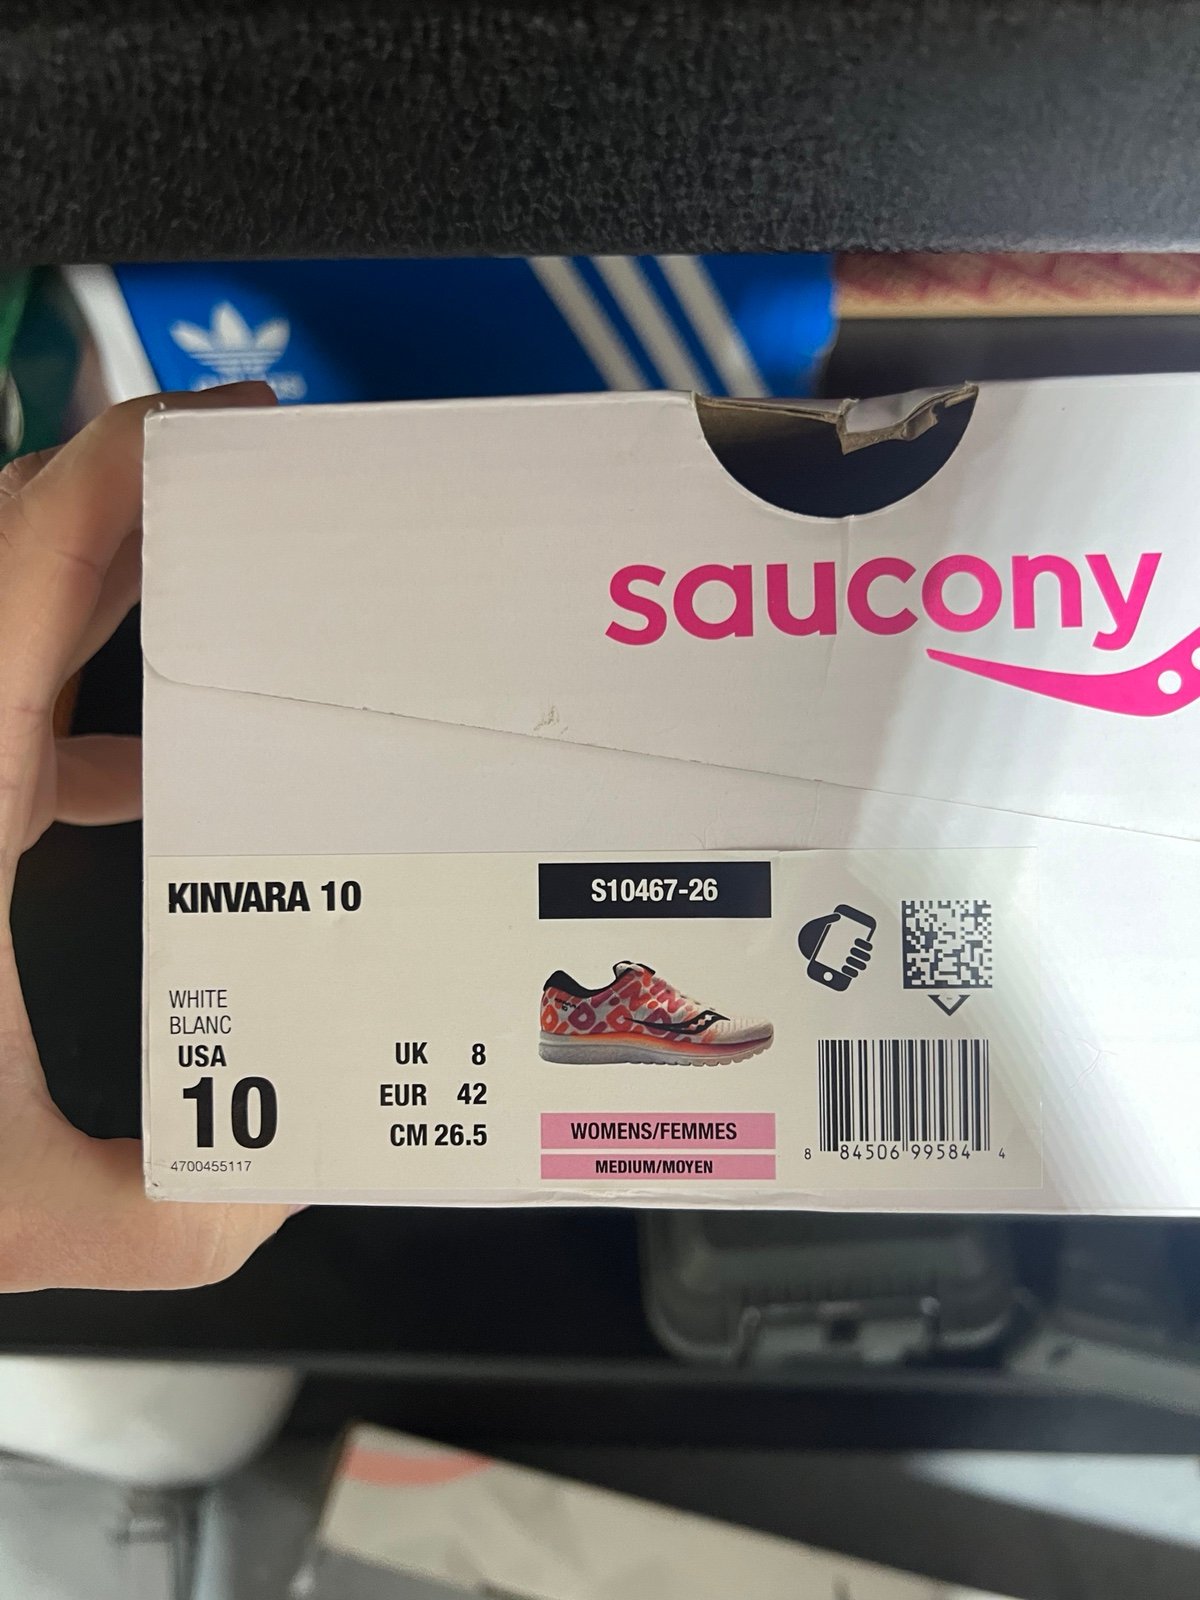 saucony
KINVARA 10
S10467-26
WHITE
BLANC
USA
10
4700455117
UK 8
EUR 42
CM 26.5
WOMENS/FEMMES
MEDIUM/MOYEN
8 84506 99584 4